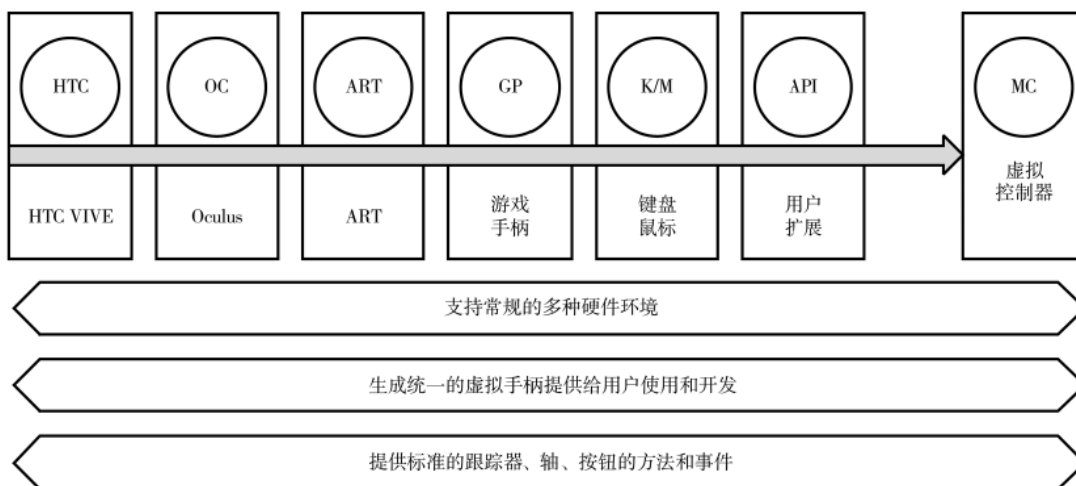 HTC
OC
ART
GP
K/M
API
MC
HTC VIVE
Oculus
ART
游戏
手柄
键盘
鼠标
用户
扩展
虚拟
控制器
支持常规的多种硬件环境
生成统一的虚拟手柄提供给用户使用和开发
提供标准的跟踪器、轴、按钮的方法和事件